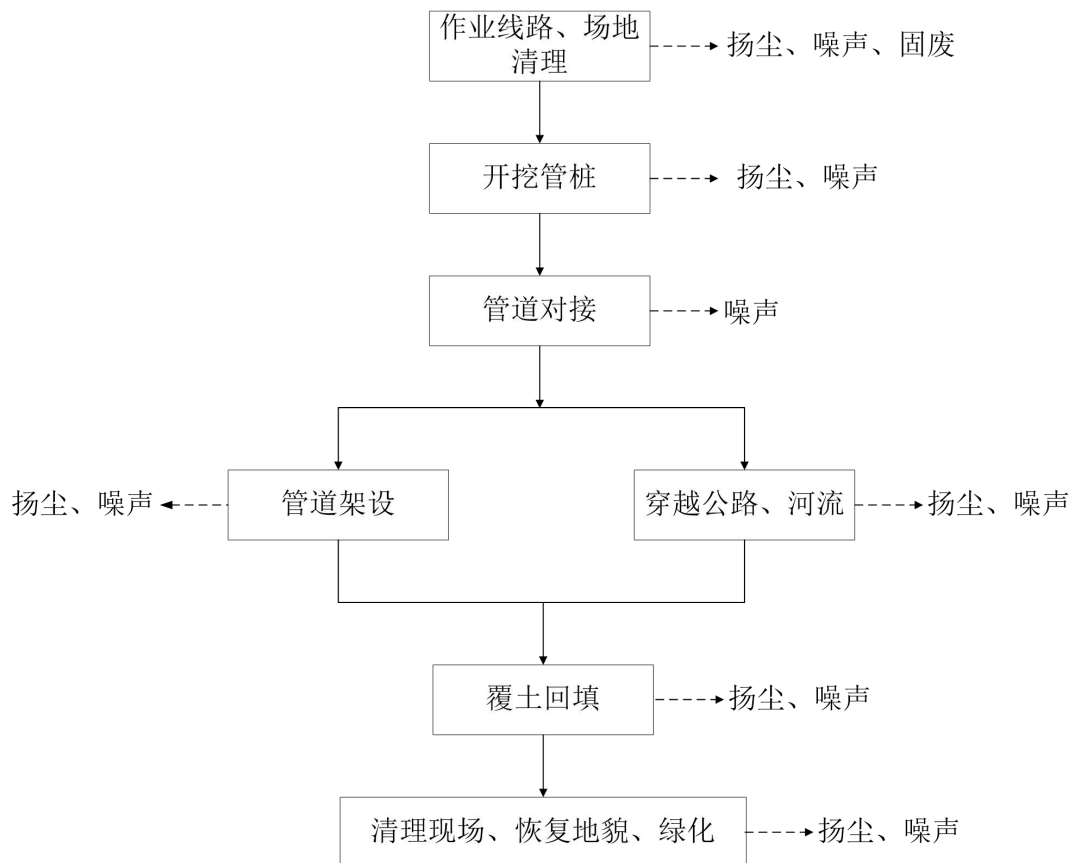 作业线路、场地
清理
扬尘、噪声、固废
开挖管桩
扬尘、噪声
管道对接
噪声
扬尘、噪声
管道架设
穿越公路、河流
扬尘、噪声
覆土回填
扬尘、噪声
清理现场、恢复地貌、绿化
扬尘、噪声